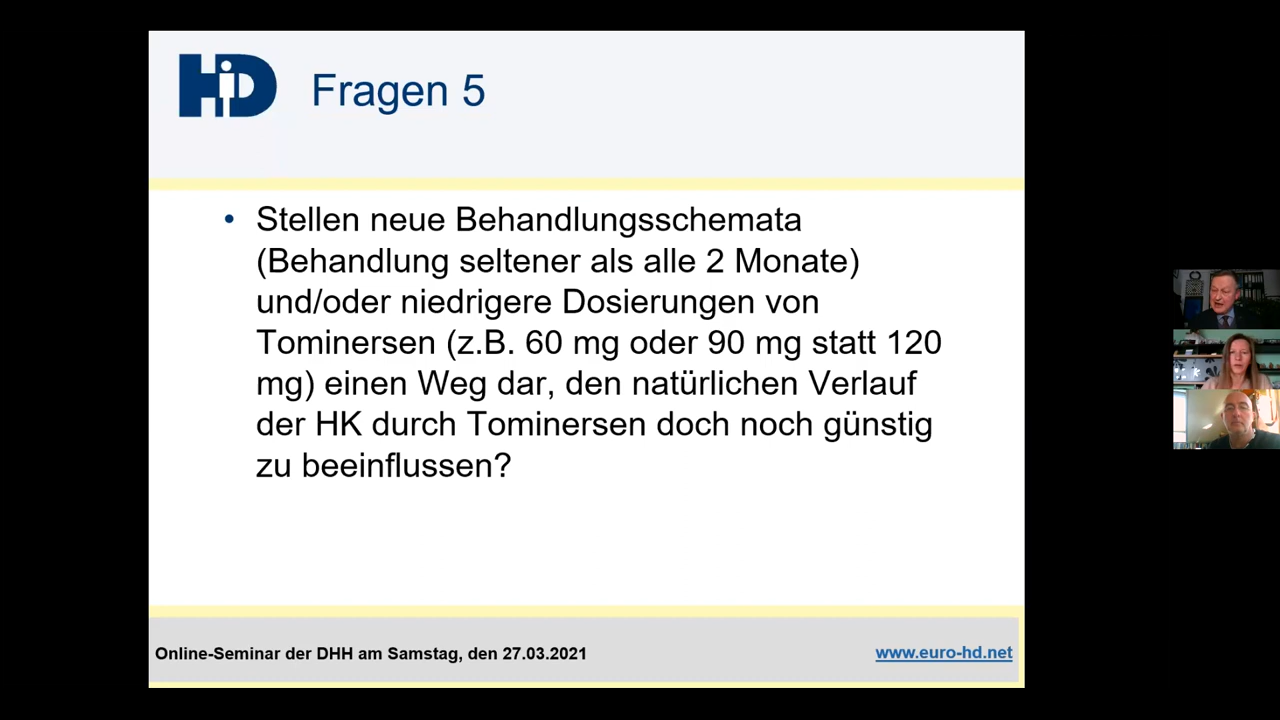 HD
Fragen 5
• Stellen neue Behandlungsschemata
(Behandlung seltener als alle 2 Monate)
und/oder niedrigere Dosierungen von
Tominersen (z.B. 60 mg oder 90 mg statt 120
mg) einen Weg dar, den natürlichen Verlauf
der HK durch Tominersen doch noch günstig
zu beeinflussen?
Online-Seminar der DHH am Samstag, den 27.03.2021
www.euro-hd.net